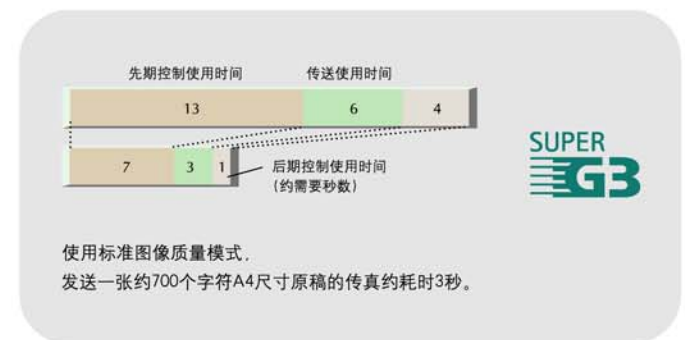 先期控制使用时间 传送使用时间
13 6 4
7 3 1
后期控制使用时间
(约需要秒数)
SUPER
G3
使用标准图像质量模式,
发送一张约700个字符A4尺寸原稿的传真约耗时3秒。